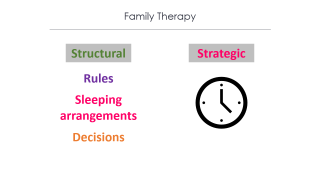 Family Therapy
Structural
Strategic
Rules
Sleeping
arrangements
Decisions